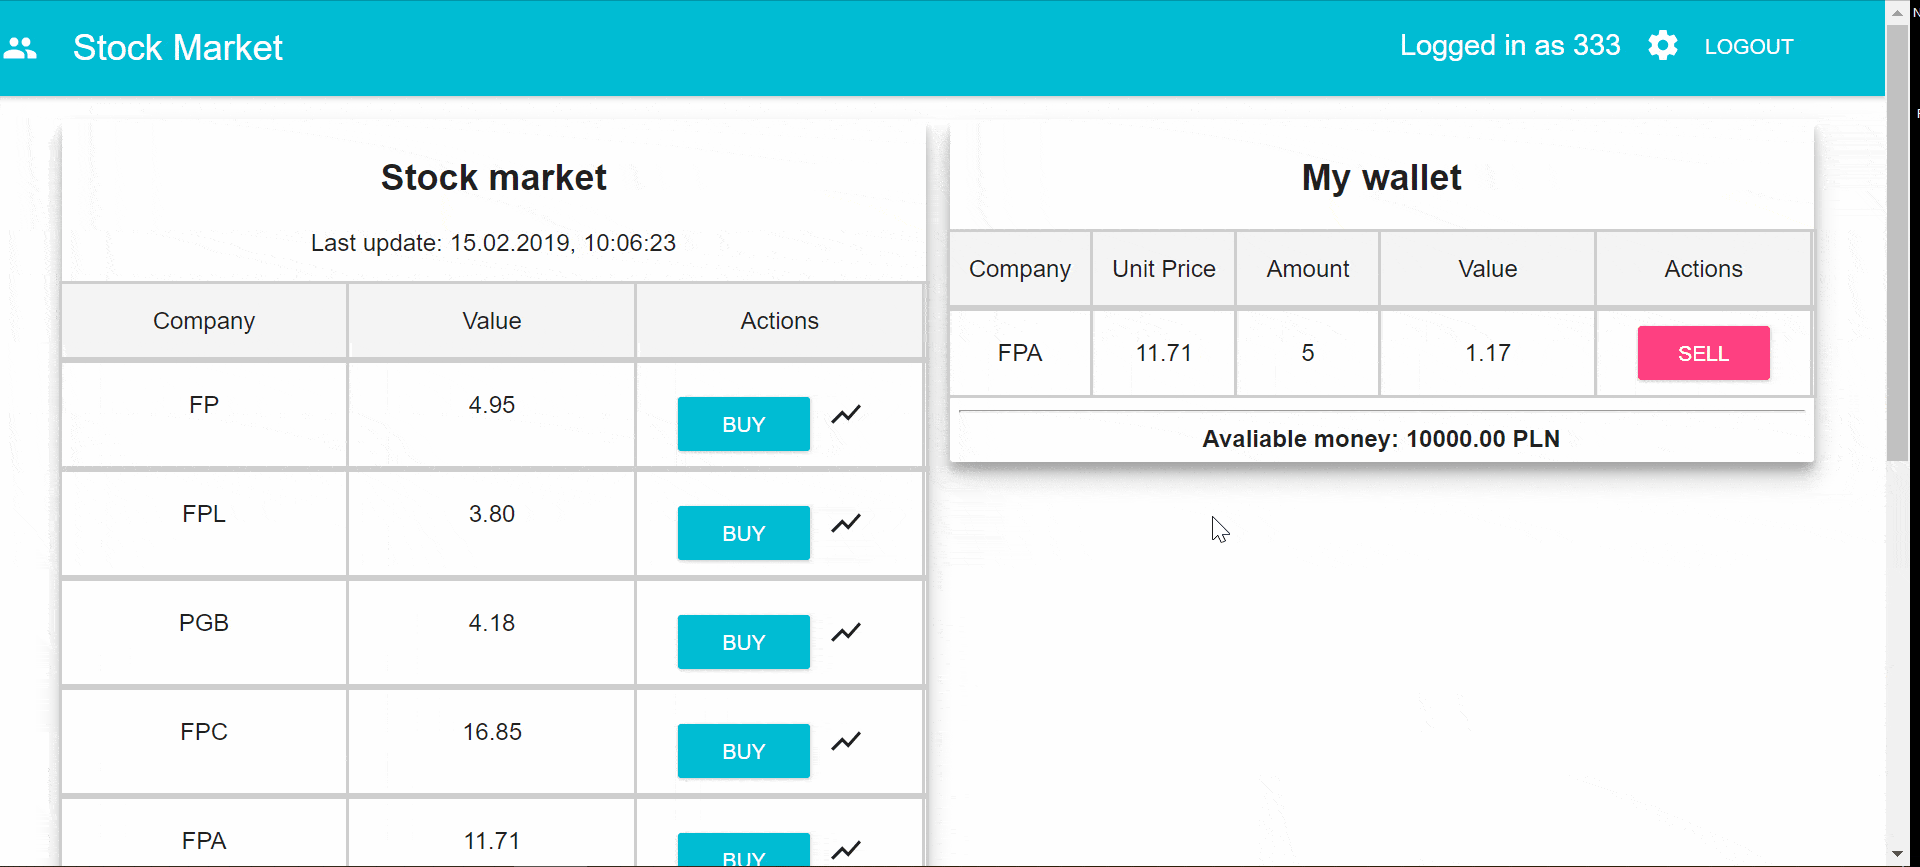 Stock Market
Logged in as 333
LOGOUT
Stock market
Last update: 15.02.2019, 10:06:23
Company Value Actions
FP 4.95 BUY
FPL 3.80 BUY
PGB 4.18 BUY
FPC 16.85 BUY
FPA 11.71 BUY
My wallet
Company Unit Price Amount Value Actions
FPA 11.71 5 1.17 SELL
Avaliable money: 10000.00 PLN